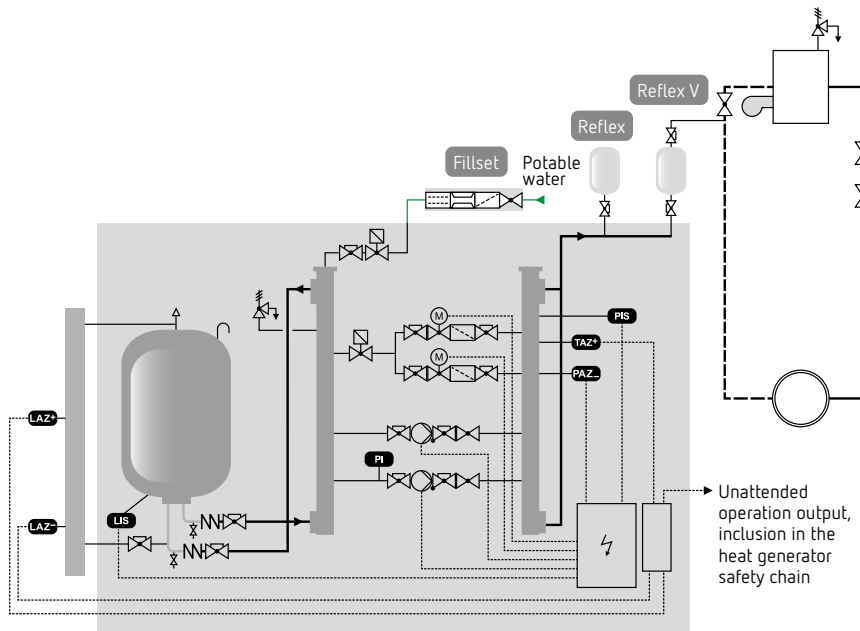 Reflex V
Reflex
Fillset
Potable
water
M
PIS
TAZ+
M
PAZ–
LAZ+
PI
LIS
LAZ–
Unattended
operation output,
inclusion in the
heat generator
safety chain